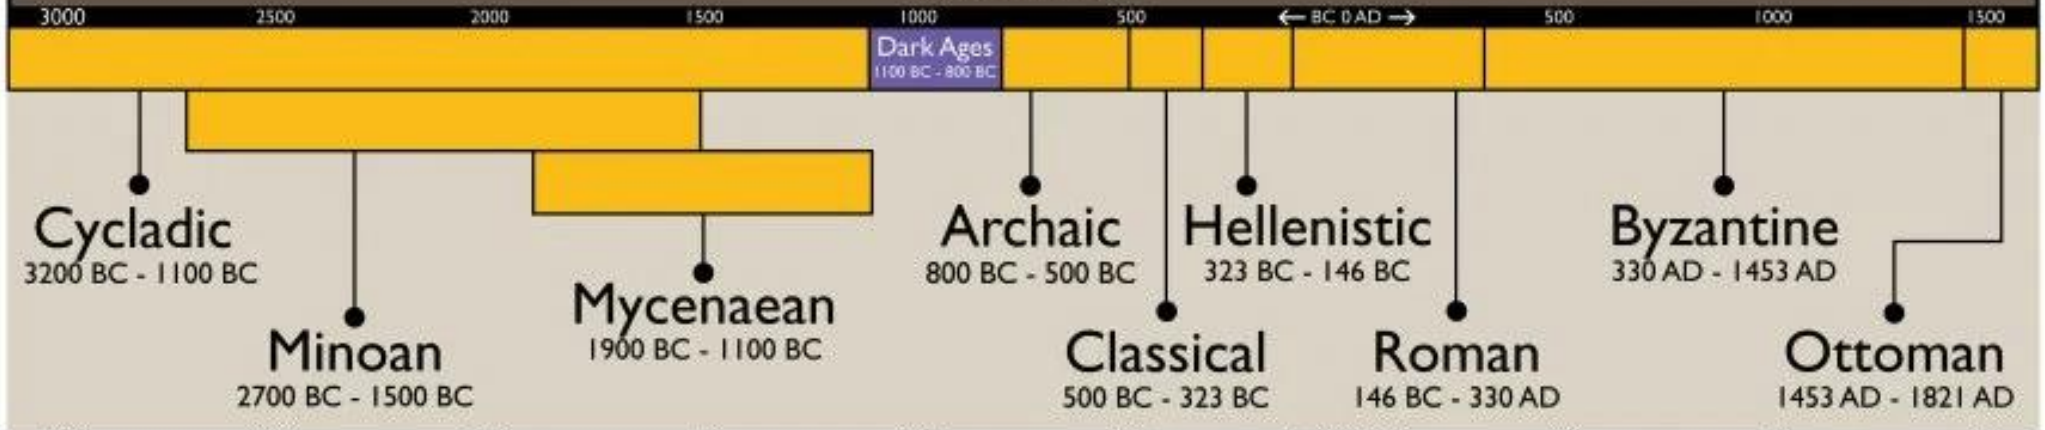 3000 2500 2000 1500 1000 500 ← BC 0 AD → 500 1000 1500
Dark Ages
1100 BC - 800 BC
Cycladic
3200 BC - 1100 BC
Minoan
2700 BC - 1500 BC
Mycenaean
1900 BC - 1100 BC
Archaic
800 BC - 500 BC
Classical
500 BC - 323 BC
Hellenistic
323 BC - 146 BC
Roman
146 BC - 330 AD
Byzantine
330 AD - 1453 AD
Ottoman
1453 AD - 1821 AD